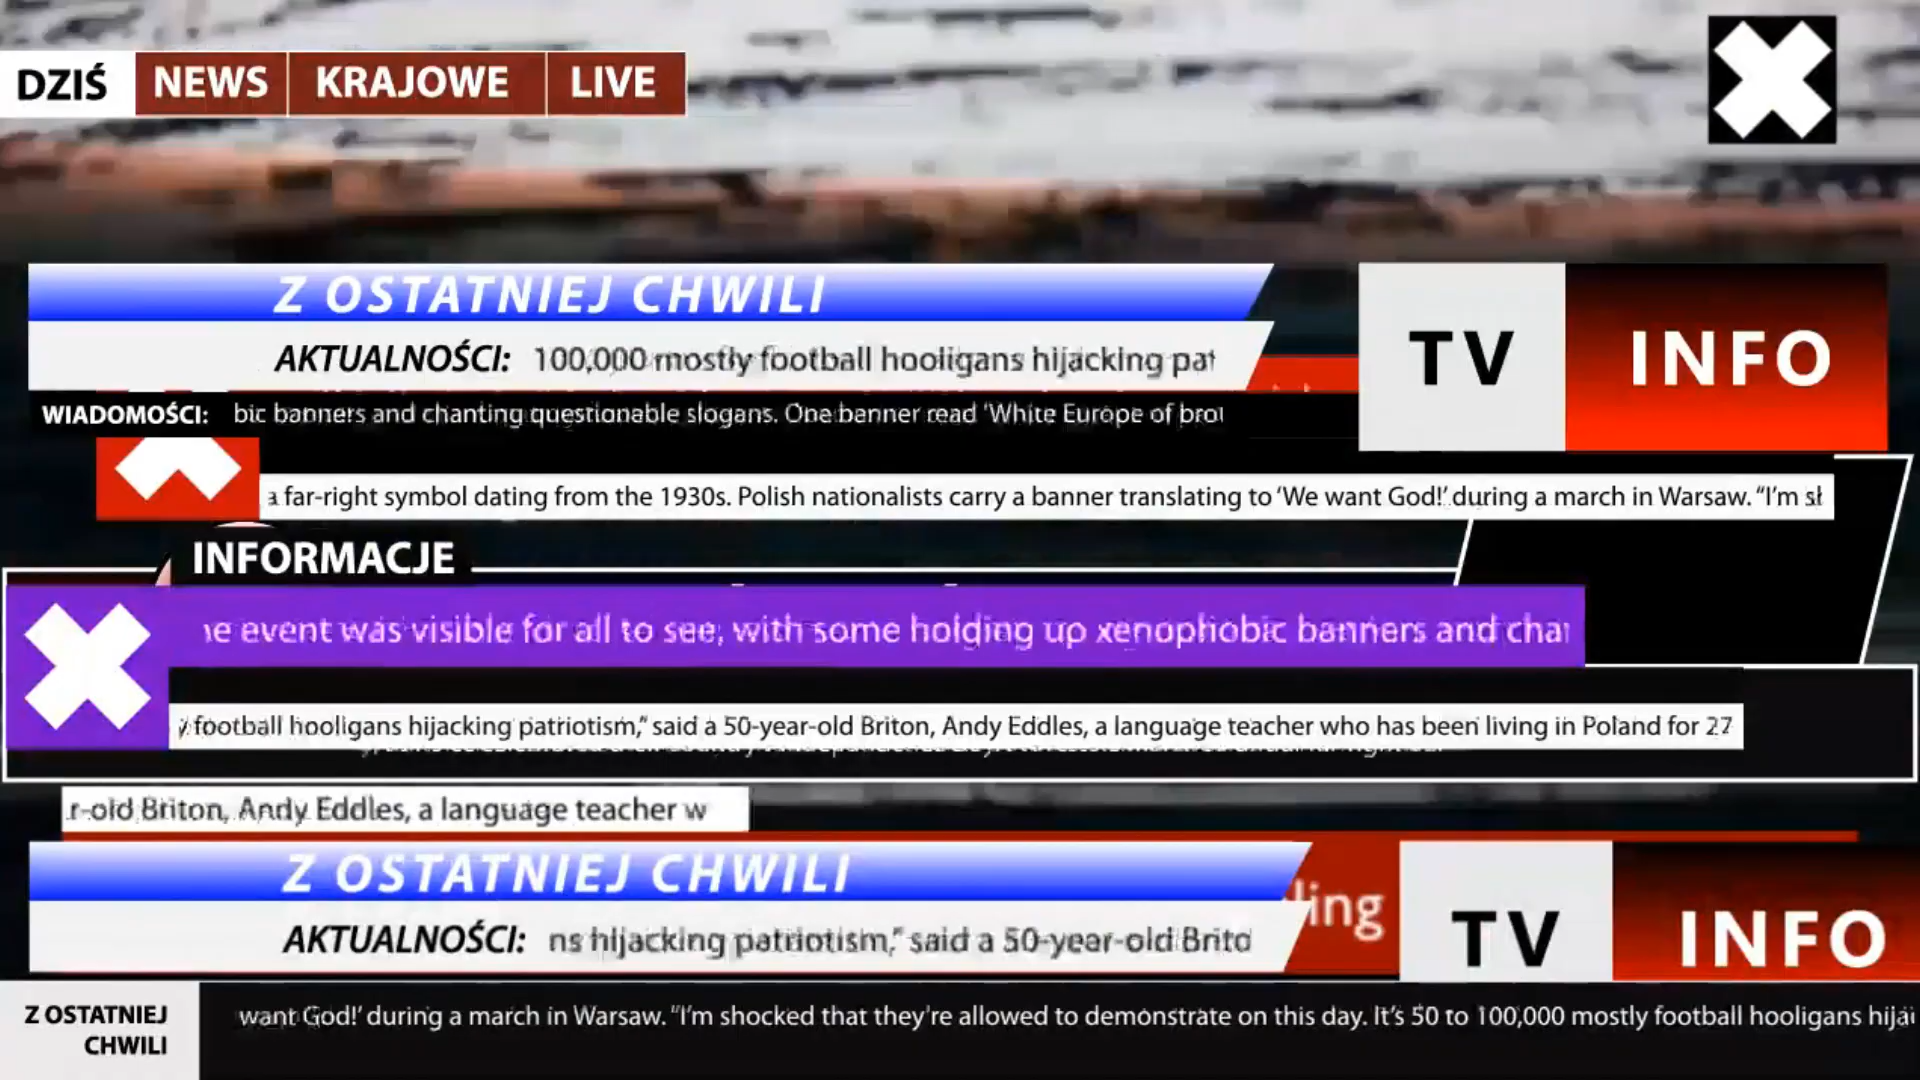 DZIŚ NEWS KRAJOWE LIVE
Z OSTATNIEJ CHWILI
AKTUALNOŚCI: 100,000 mostly football hooligans hijacking pat
TV INFO
WIADOMOŚCI: bic banners and chanting questionable slogans. One banner read ‘White Europe of brot
a far-right symbol dating from the 1930s. Polish nationalists carry a banner translating to ‘We want God!’ during a march in Warsaw. “I’m sh
INFORMACJE
he event was visible for all to see, with some holding up xenophobic banners and chan
y football hooligans hijacking patriotism,” said a 50-year-old Briton, Andy Eddles, a language teacher who has been living in Poland for 27
r-old Briton, Andy Eddles, a language teacher w
Z OSTATNIEJ CHWILI
ling
AKTUALNOŚCI: ns hijacking patriotism,” said a 50-year-old Brito
TV INFO
Z OSTATNIEJ
CHWILI
want God!’ during a march in Warsaw. “I’m shocked that they’re allowed to demonstrate on this day. It’s 50 to 100,000 mostly football hooligans hijac